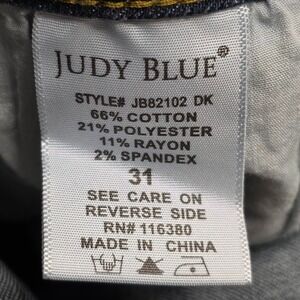 JUDY BLUE®
STYLE# JB82102 DK
66% COTTON
21% POLYESTER
11% RAYON
2% SPANDEX
31
SEE CARE ON
REVERSE SIDE
RN# 116380
MADE IN CHINA